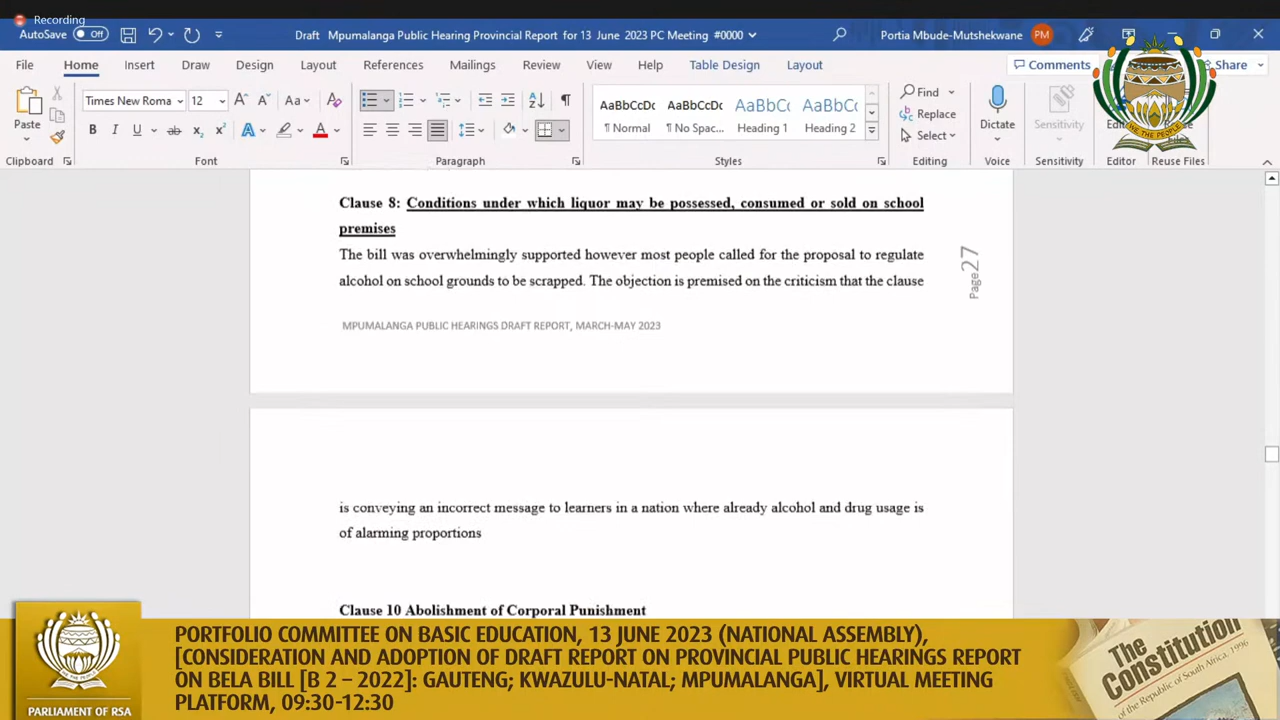 Recording
AutoSave Off Draft Mpumalanga Public Hearing Provincial Report for 13 June 2023 PC Meeting #0000 Portia Mbude-Mutshekwane PM
File Home Insert Draw Design Layout References Mailings Review View Help Table Design Layout Comments Share
Times New Roma 12 Aa AaBbCcDc AaBbCcDc AaBbCc AaBbCc Find
Paste Normal No Spac... Heading 1 Heading 2 Replace Dictate Sensitivity
Select
Clipboard Font Paragraph Styles Editing Voice Sensitivity Editor Reuse Files
Clause 8: Conditions under which liquor may be possessed, consumed or sold on school
premises
The bill was overwhelmingly supported however most people called for the proposal to regulate
alcohol on school grounds to be scrapped. The objection is premised on the criticism that the clause
Page27
MPUMALANGA PUBLIC HEARINGS DRAFT REPORT, MARCH-MAY 2023
is conveying an incorrect message to learners in a nation where already alcohol and drug usage is
of alarming proportions
Clause 10 Abolishment of Corporal Punishment
PORTFOLIO COMMITTEE ON BASIC EDUCATION, 13 JUNE 2023 (NATIONAL ASSEMBLY),
[CONSIDERATION AND ADOPTION OF DRAFT REPORT ON PROVINCIAL PUBLIC HEARINGS REPORT
ON BELA BILL [B 2 – 2022]: GAUTENG; KWAZULU-NATAL; MPUMALANGA], VIRTUAL MEETING
PLATFORM, 09:30-12:30
PARLIAMENT OF RSA
The
Constitution
of the Republic of South Africa, 1996